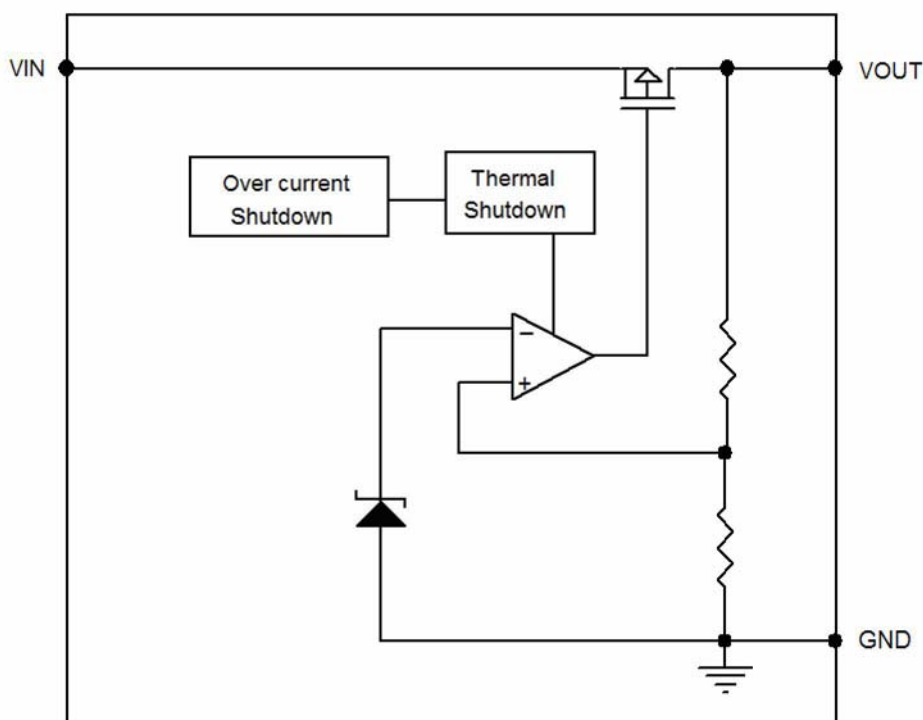 VIN
VOUT
Over current
Shutdown
Thermal
Shutdown
−
+
GND